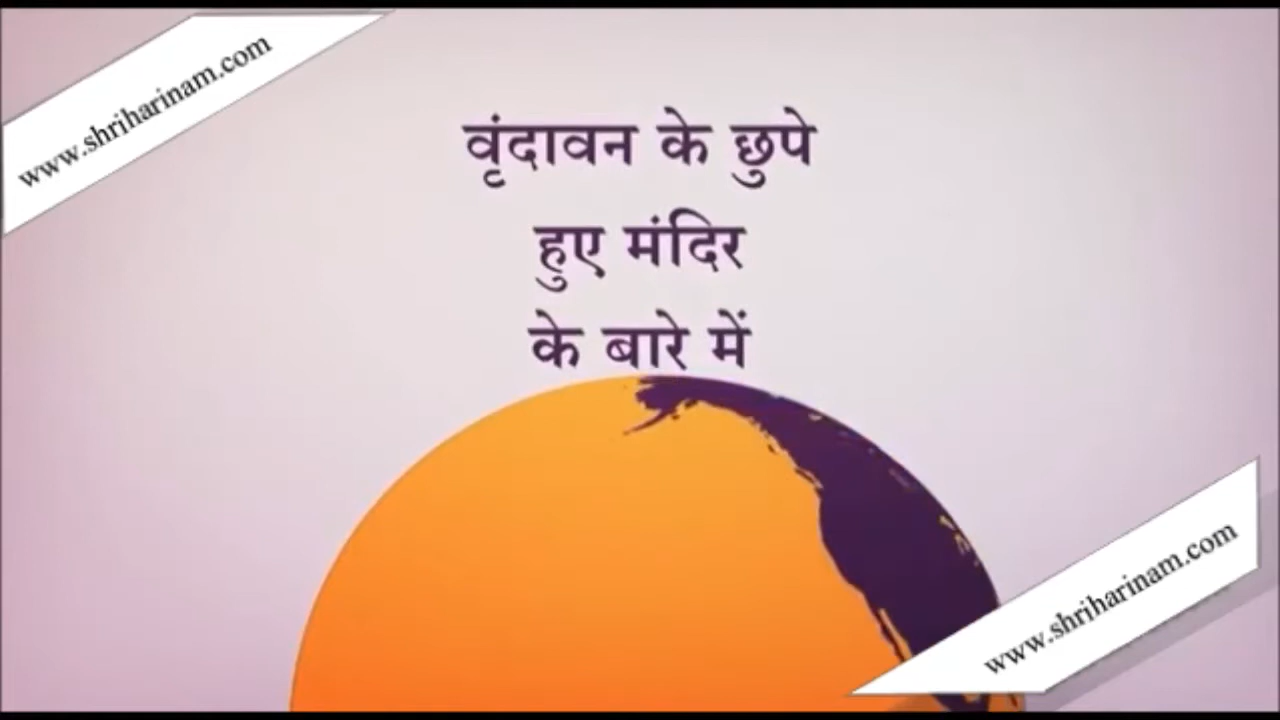 www.shriharinam.com
वृंदावन के छुपे
हुए मंदिर
के बारे में
www.shriharinam.com